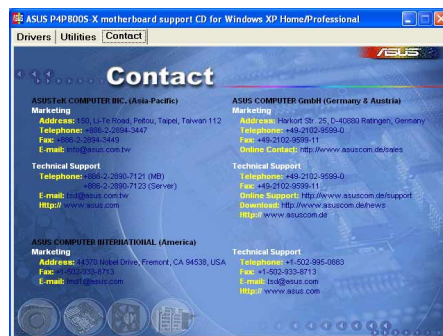 ASUS P4P800S-X motherboard support CD for Windows XP Home/Professional
Drivers Utilities Contact
ASUS
Contact
ASUSTeK COMPUTER INC. (Asia-Pacific)
Marketing
Address: 150, Li-Te Road, Peitou, Taipei, Taiwan 112
Telephone: +886-2-2894-3447
Fax: +886-2-2894-3449
E-mail: info@asus.com.tw
Technical Support
Telephone: +886-2-2890-7121 (MB)
+886-2-2890-7123 (Server)
E-mail: tsd@asus.com.tw
Http:// www.asus.com
ASUS COMPUTER INTERNATIONAL (America)
Marketing
Address: 44370 Nobel Drive, Fremont, CA 94538, USA
Fax: +1-502-933-8713
E-mail: tmd1@asus.com
ASUS COMPUTER GmbH (Germany & Austria)
Marketing
Address: Harkort Str. 25, D-40880 Ratingen, Germany
Telephone: +49-2102-9599-0
Fax: +49-2102-9599-11
Online Contact: http://www.asuscom.de/sales
Technical Support
Telephone: +49-2102-9599-0
Fax: +49-2102-9599-11
Online Support: http://www.asuscom.de/support
Download: http://www.asuscom.de/news
Http:// www.asuscom.de
Technical Support
Telephone: +1-502-995-0883
Fax: +1-502-933-8713
E-mail: tsd@asus.com
Http:// www.asus.com